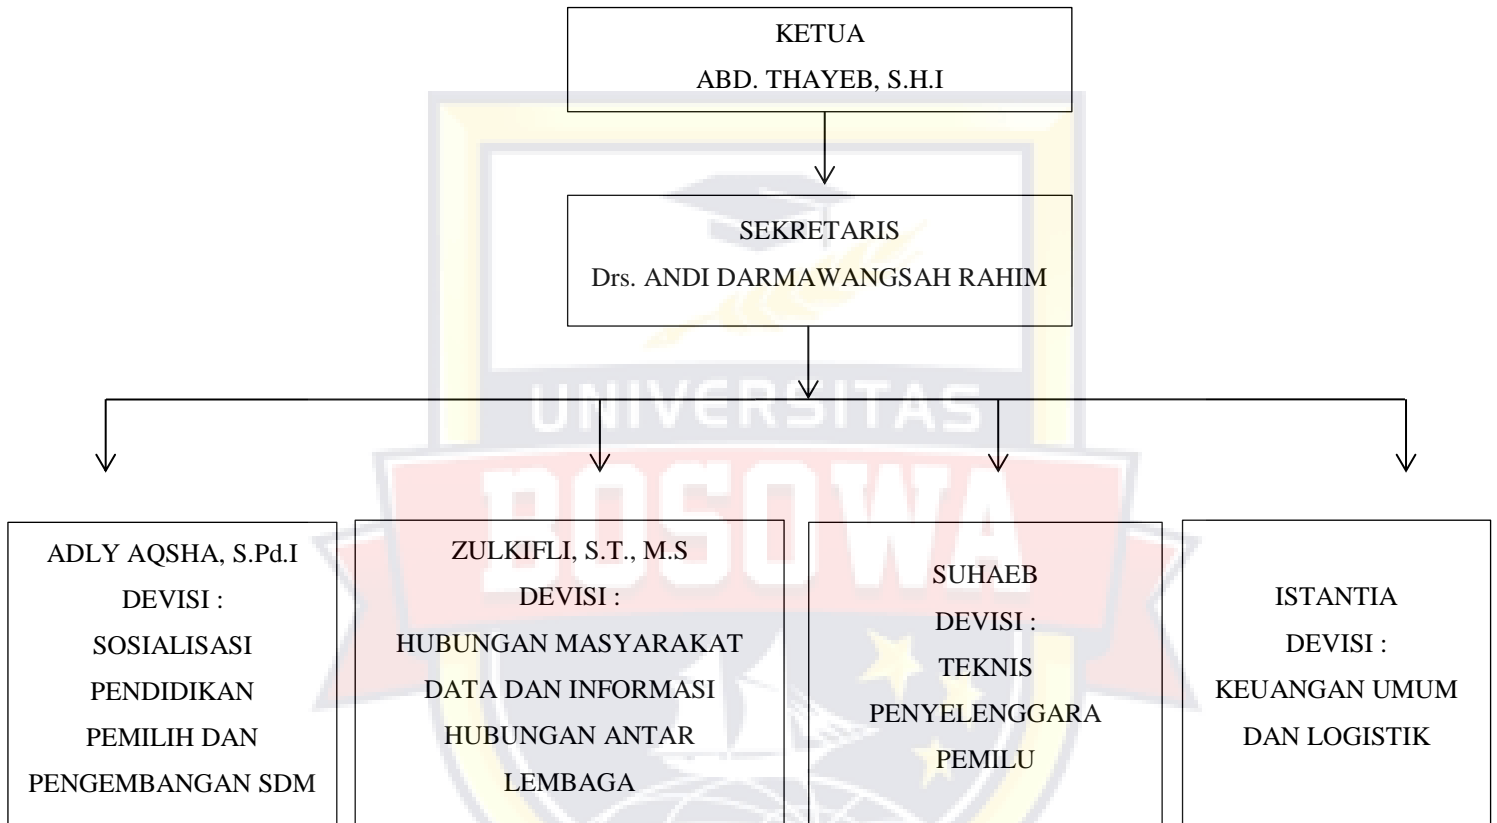 KETUA
ABD. THAYEB, S.H.I
SEKRETARIS
Drs. ANDI DARMAWANGSAH RAHIM
UNIVERSITAS
BOSOWA
ADLY AQSHA, S.Pd.I
DEVISI :
SOSIALISASI
PENDIDIKAN
PEMILIH DAN
PENGEMBANGAN SDM
ZULKIFLI, S.T., M.S
DEVISI :
HUBUNGAN MASYARAKAT
DATA DAN INFORMASI
HUBUNGAN ANTAR
LEMBAGA
SUHAEB
DEVISI :
TEKNIS
PENYELENGGARA
PEMILU
ISTANTIA
DEVISI :
KEUANGAN UMUM
DAN LOGISTIK